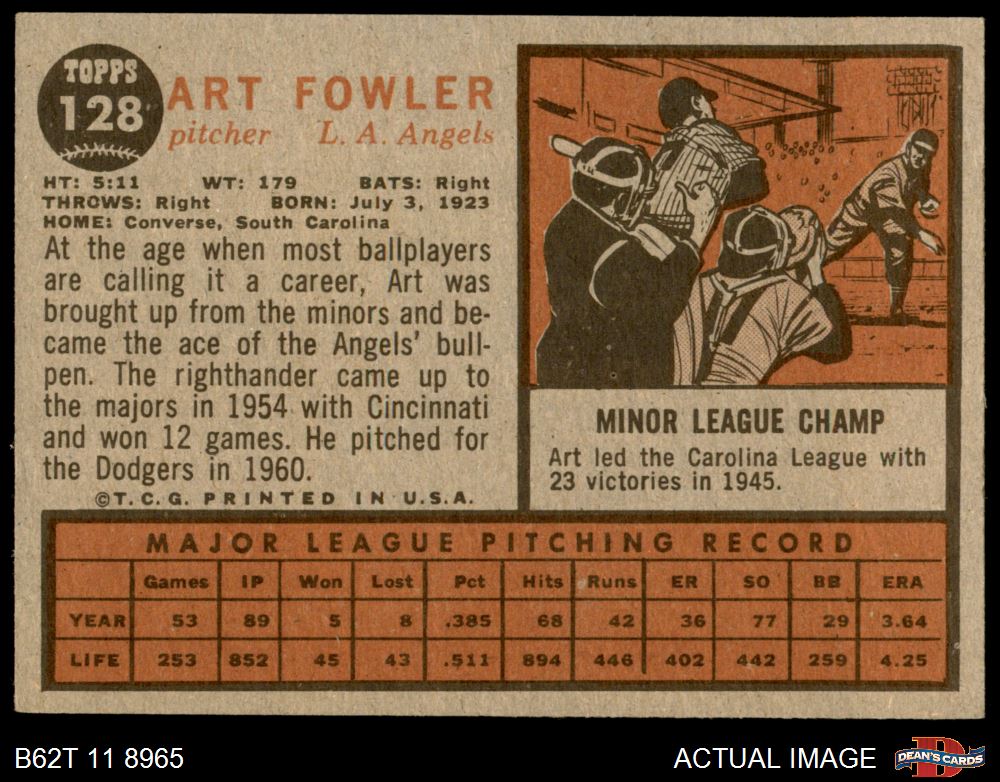 TOPPS
128
ART FOWLER
pitcher L. A. Angels
HT: 5:11 WT: 179 BATS: Right
THROWS: Right BORN: July 3, 1923
HOME: Converse, South Carolina
At the age when most ballplayers
are calling it a career, Art was
brought up from the minors and be-
came the ace of the Angels' bull-
pen. The righthander came up to
the majors in 1954 with Cincinnati
and won 12 games. He pitched for
the Dodgers in 1960.
©T.C.G. PRINTED IN U.S.A.
MINOR LEAGUE CHAMP
Art led the Carolina League with
23 victories in 1945.
MAJOR LEAGUE PITCHING RECORD
Games IP Won Lost Pct Hits Runs ER SO BB ERA
YEAR 53 89 5 8 .385 68 42 36 77 29 3.64
LIFE 253 852 45 43 .511 894 446 402 442 259 4.25
B62T 11 8965
ACTUAL IMAGE
D
DEAN'S CARDS